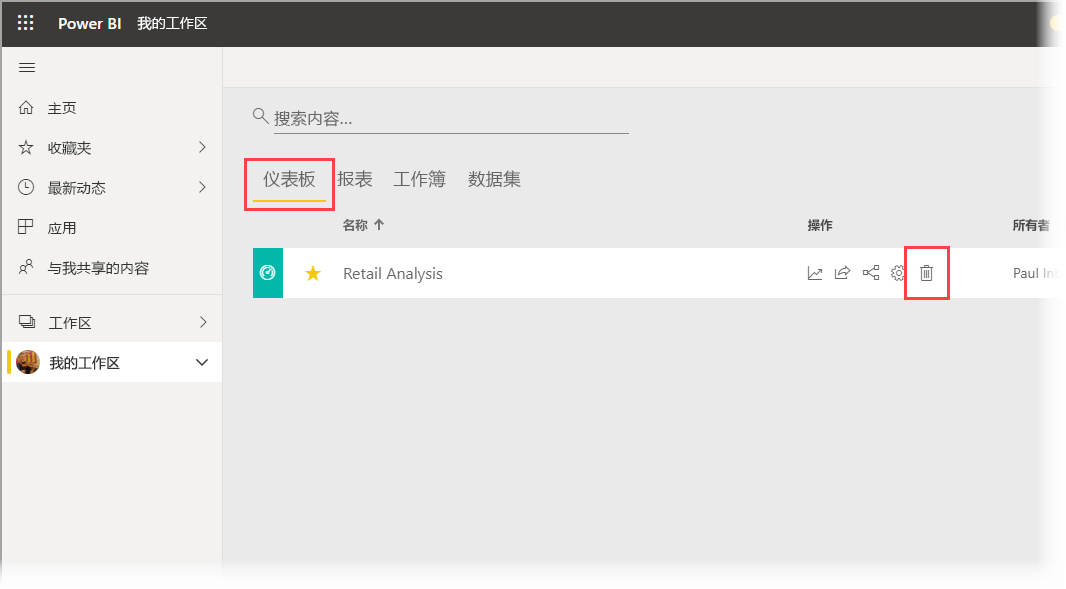 Power BI 我的工作区
主页
收藏夹
最新动态
应用
与我共享的内容
工作区
我的工作区
搜索内容...
仪表板 报表 工作簿 数据集
名称 操作 所有者
Retail Analysis Paul